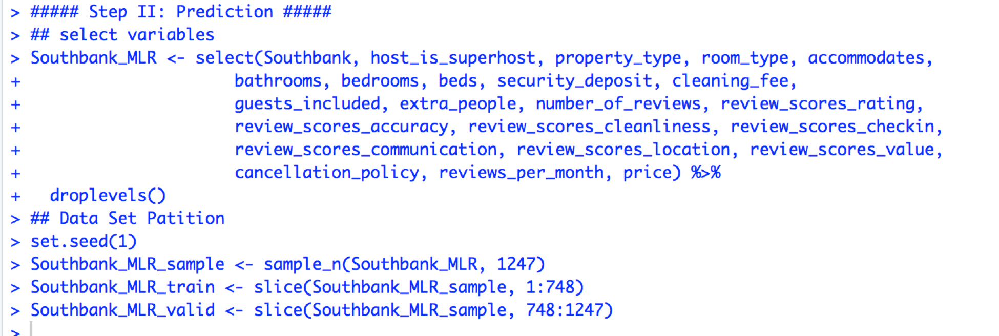 > ##### Step II: Prediction #####
> ## select variables
> Southbank_MLR <- select(Southbank, host_is_superhost, property_type, room_type, accommodates,
+                      bathrooms, bedrooms, beds, security_deposit, cleaning_fee,
+                      guests_included, extra_people, number_of_reviews, review_scores_rating,
+                      review_scores_accuracy, review_scores_cleanliness, review_scores_checkin,
+                      review_scores_communication, review_scores_location, review_scores_value,
+                      cancellation_policy, reviews_per_month, price) %>%
+   droplevels()
> ## Data Set Patition
> set.seed(1)
> Southbank_MLR_sample <- sample_n(Southbank_MLR, 1247)
> Southbank_MLR_train <- slice(Southbank_MLR_sample, 1:748)
> Southbank_MLR_valid <- slice(Southbank_MLR_sample, 748:1247)
>